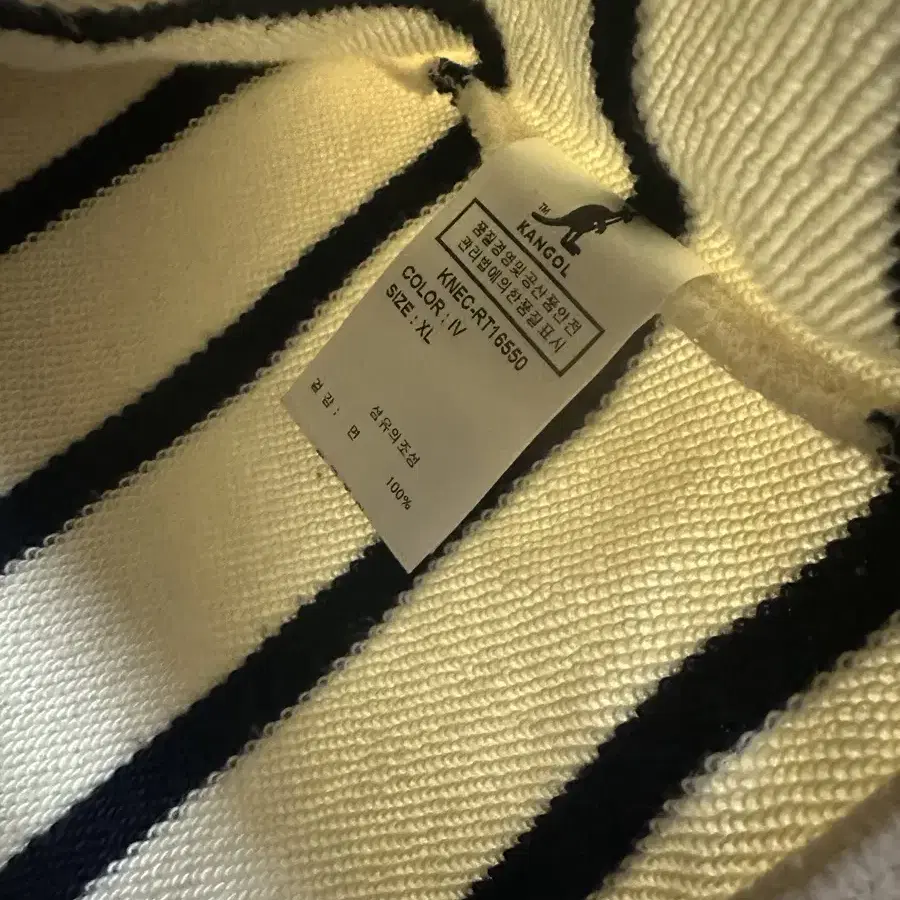 TM
KANGOL
품질경영및공산품안전
관리법에의한품질표시
KNEC-RT16550
COLOR : IV
SIZE : XL
섬유의조성
겉감 : 면 100%